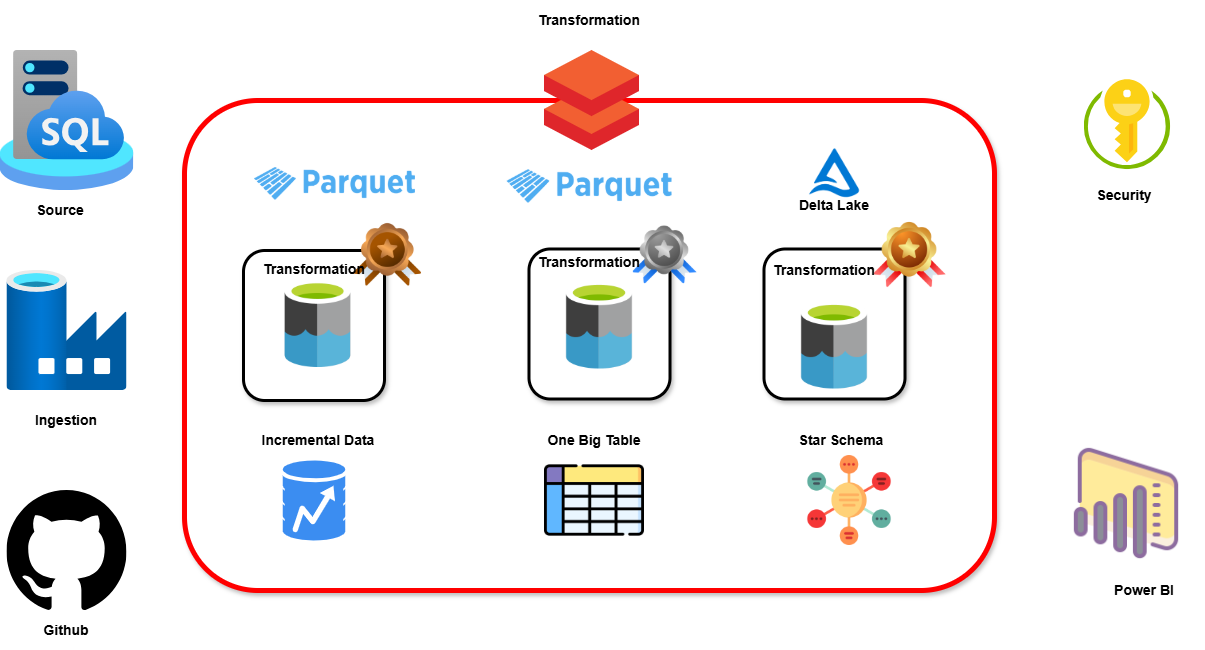 Transformation
SQL
Source
Parquet
Parquet
Delta Lake
Security
Transformation
Transformation
Transformation
Ingestion
Incremental Data
One Big Table
Star Schema
Github
Power BI